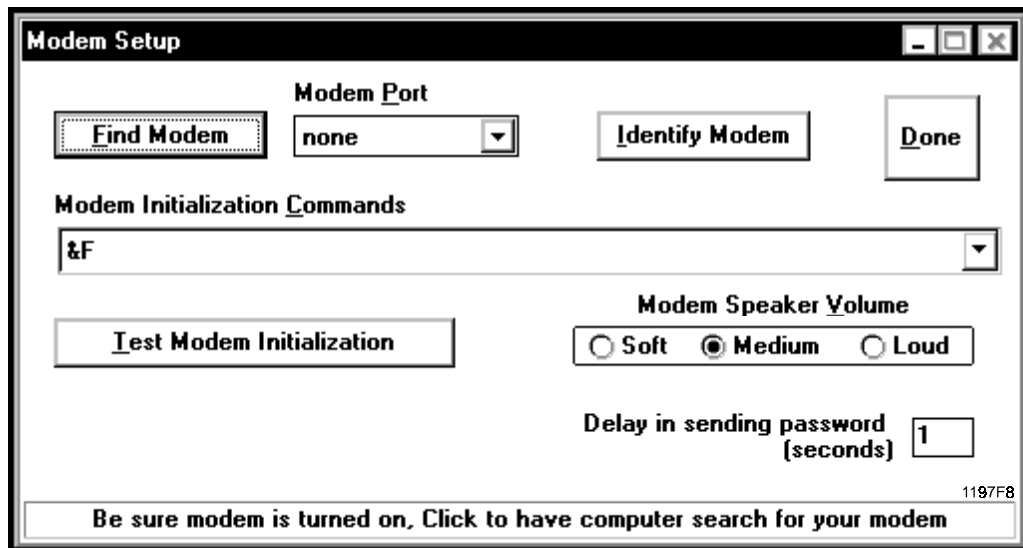 Modem Setup
Modem Port
Find Modem
none
Identify Modem
Done
Modem Initialization Commands
&F
Modem Speaker Volume
Test Modem Initialization
Soft
Medium
Loud
Delay in sending password
(seconds)
1
1197F8
Be sure modem is turned on, Click to have computer search for your modem